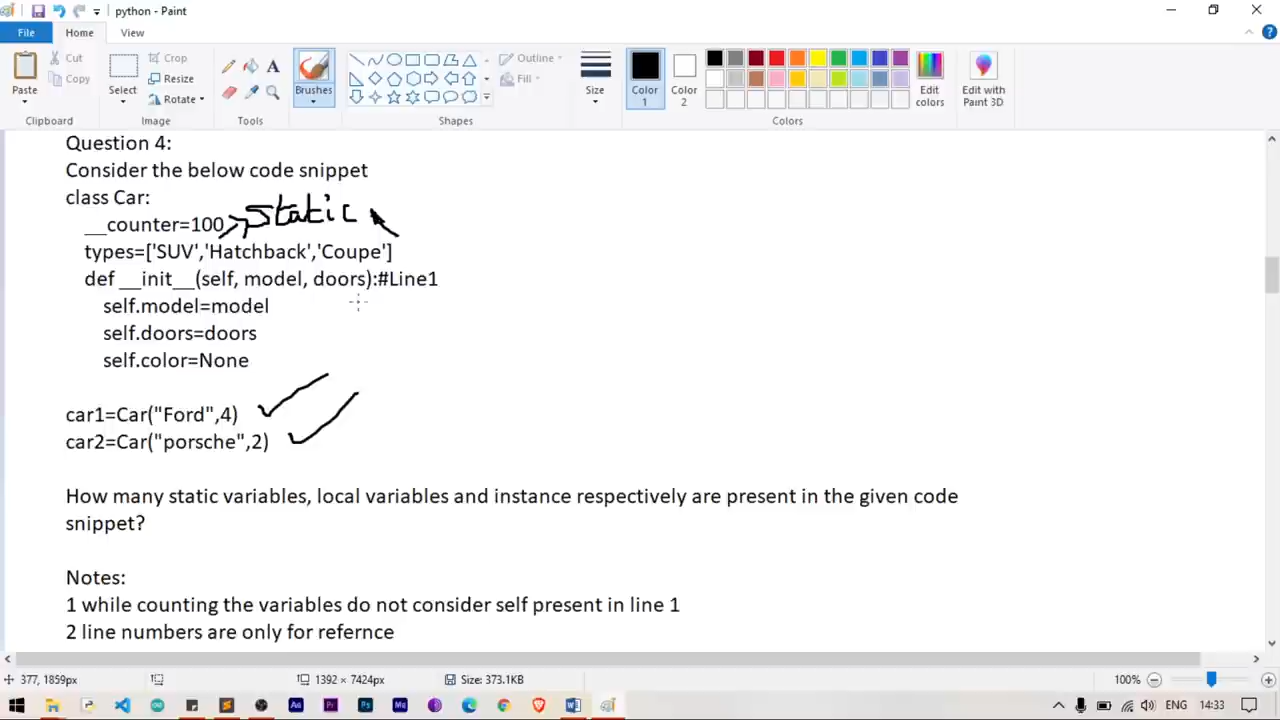 python - Paint
File
Home
View
Paste
Cut
Copy
Clipboard
Select
Crop
Resize
Rotate
Image
Tools
Brushes
Shapes
Outline
Fill
Size
Color
1
Color
2
Edit
colors
Edit with
Paint 3D
Colors
Question 4:
Consider the below code snippet
class Car:
__counter=100 static
types=['SUV','Hatchback','Coupe']
def __init__(self, model, doors):#Line1
self.model=model
self.doors=doors
self.color=None
car1=Car("Ford",4)
car2=Car("porsche",2)
How many static variables, local variables and instance respectively are present in the given code
snippet?
Notes:
1 while counting the variables do not consider self present in line 1
2 line numbers are only for refernce
377, 1859px
1392 × 7424px
Size: 373.1KB
100%
Ae
Pr
Ps
Me
ENG
14:33